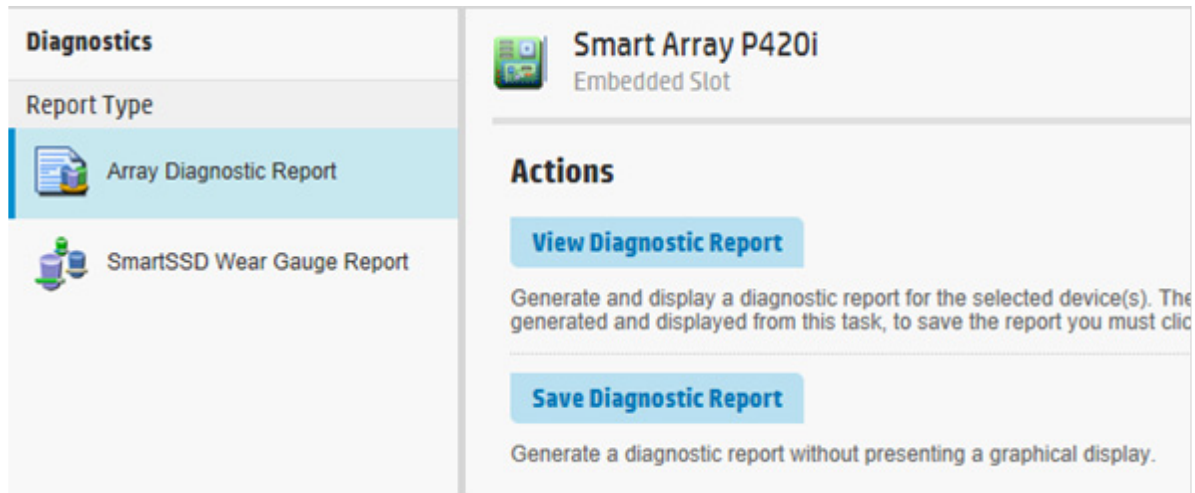 Diagnostics
Report Type
Array Diagnostic Report
SmartSSD Wear Gauge Report
Smart Array P420i
Embedded Slot
Actions
View Diagnostic Report
Generate and display a diagnostic report for the selected device(s). The
generated and displayed from this task, to save the report you must clic
Save Diagnostic Report
Generate a diagnostic report without presenting a graphical display.